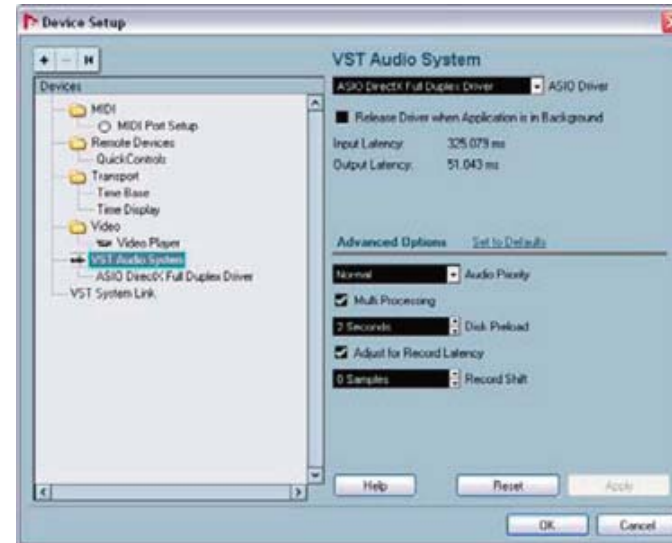 Device Setup
Devices
MIDI
MIDI Port Setup
Remote Devices
QuickControls
Transport
Time Base
Time Display
Video
Video Player
VST Audio System
ASIO DirectX Full Duplex Driver
VST System Link
VST Audio System
ASIO DirectX Full Duplex Driver ASIO Driver
Release Driver when Application is in Background
Input Latency: 325.079 ms
Output Latency: 51.043 ms
Advanced Options Set to Defaults
Normal Audio Priority
Multi Processing
2 Seconds Disk Preload
Adjust for Record Latency
0 Samples Record Shift
Help Reset Apply
OK Cancel